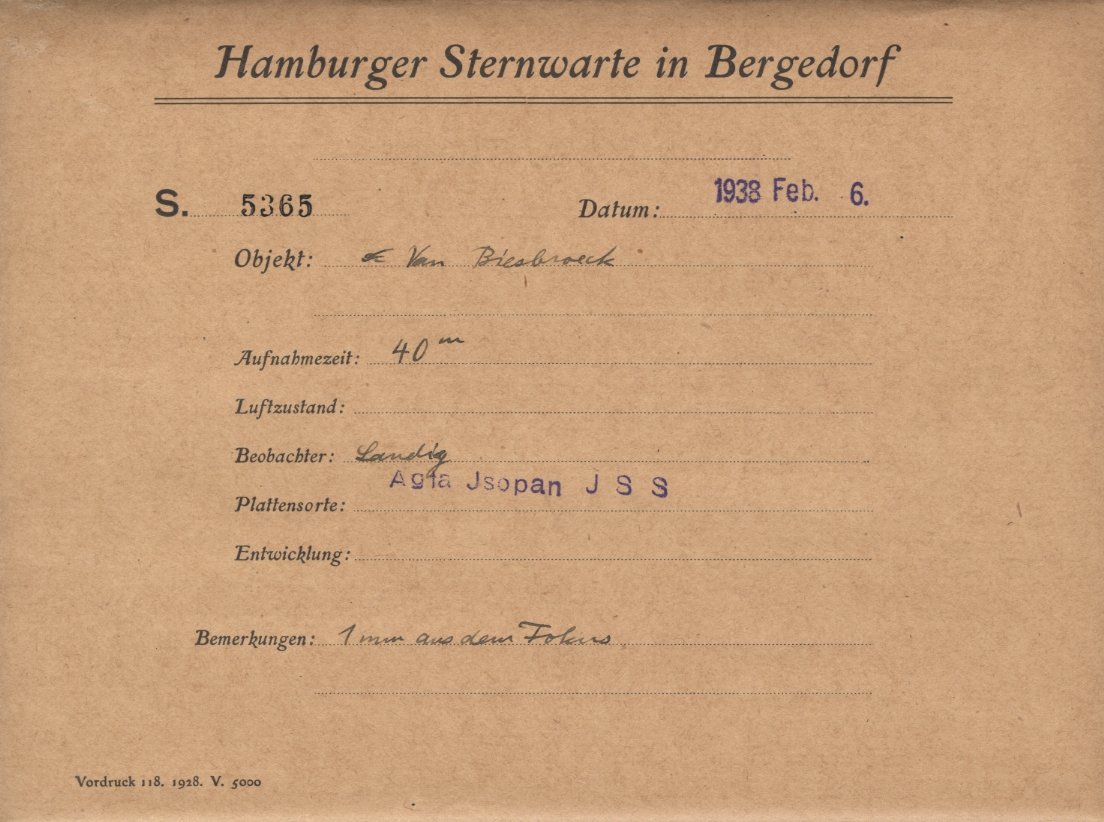 Hamburger Sternwarte in Bergedorf
S. 5365 Datum: 1938 Feb. 6.
Objekt: Van Biesbroeck
Aufnahmezeit: 40 m
Luftzustand:
Beobachter: Landig
Plattensorte: Agfa Jsopan J S S
Entwicklung:
Bemerkungen: 1 mm aus dem Fokus
Vordruck 118. 1928. V. 5000